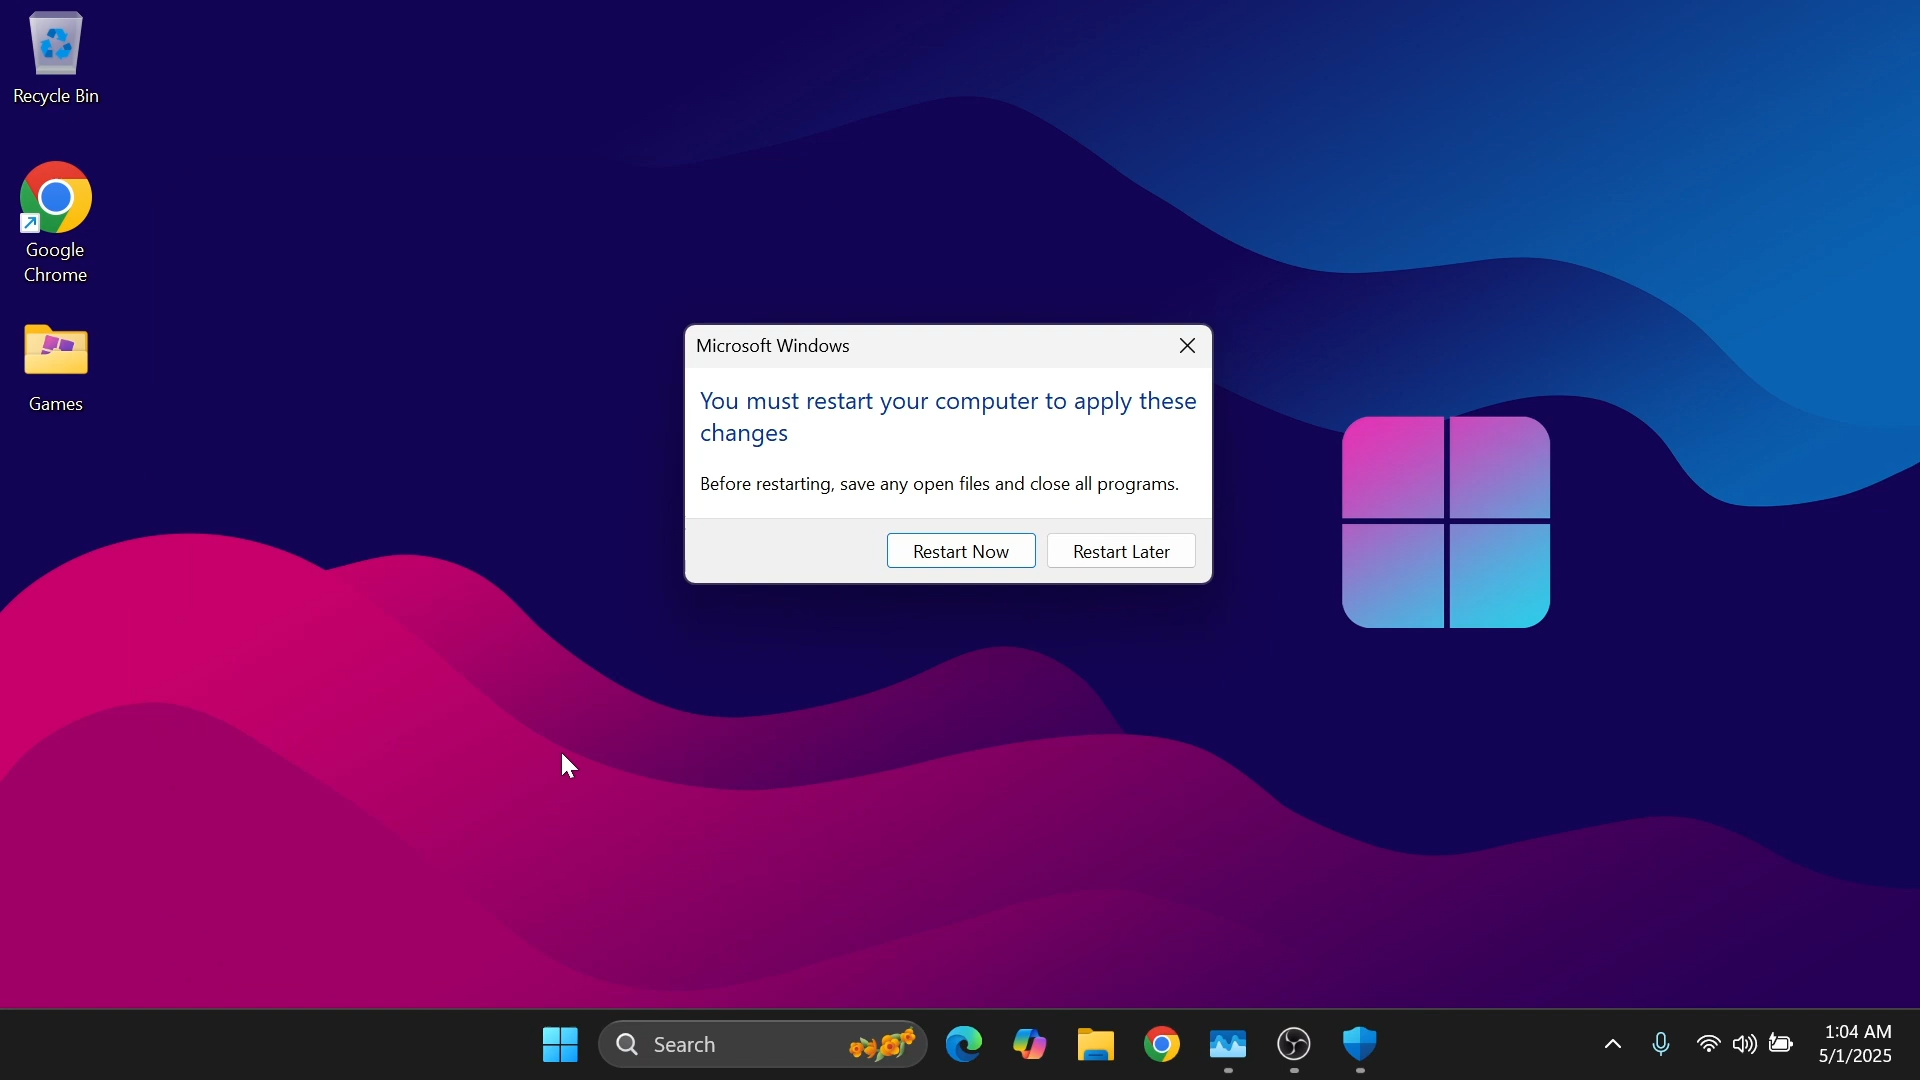 Recycle Bin
Google
Chrome
Games
Microsoft Windows
You must restart your computer to apply these
changes
Before restarting, save any open files and close all programs.
Restart Now
Restart Later
Search
1:04 AM
5/1/2025